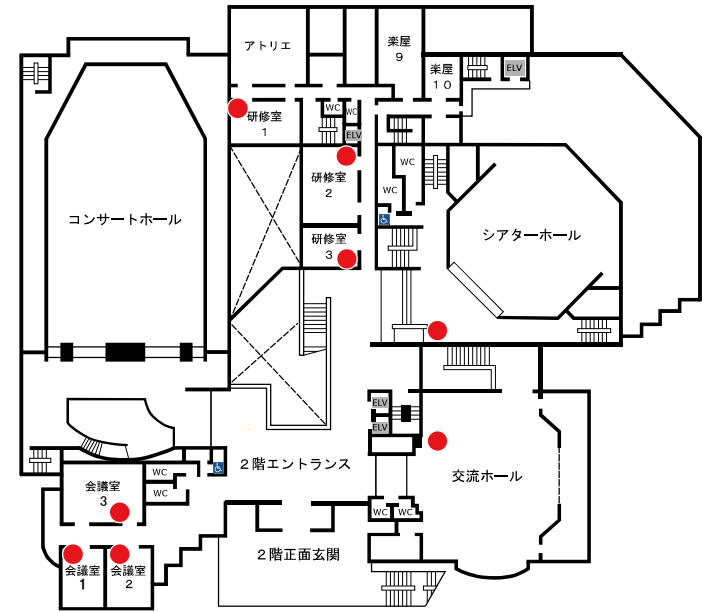 アトリエ
楽屋
9
楽屋
10
ELV
研修室
1
WC
WC
ELV
研修室
2
WC
WC
コンサートホール
シアターホール
研修室
3
ELV
ELV
2階エントランス
交流ホール
会議室
3
WC
WC
WC
WC
2階正面玄関
会議室
1
会議室
2